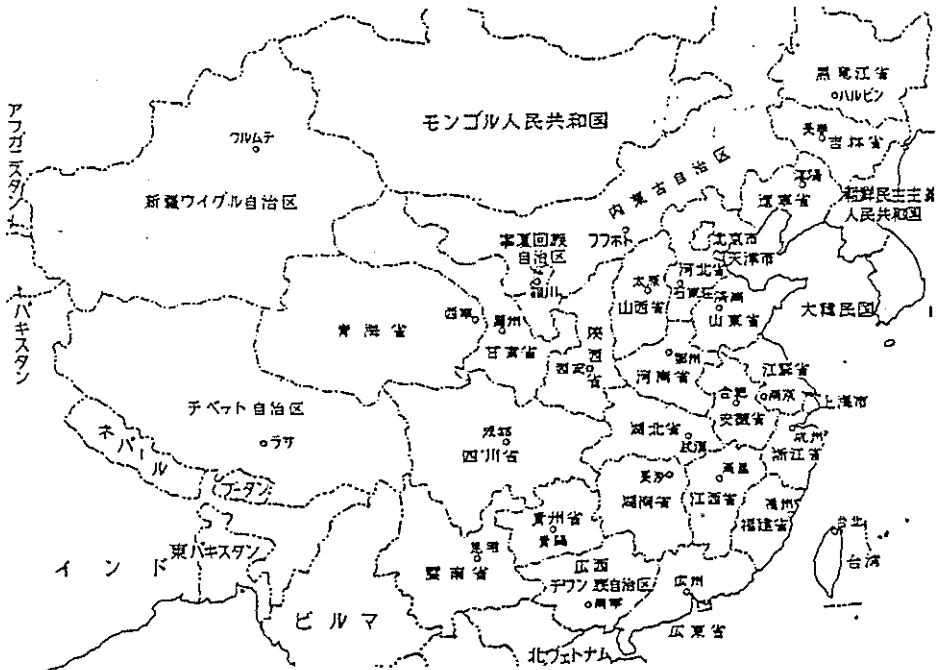 黒竜江省
ハルビン
モンゴル人民共和国
長春
吉林省
アフガニスタン
ウルムチ
新疆ウイグル自治区
内蒙古自治区
瀋陽
遼寧省
朝鮮民主主義
人民共和国
フフホト
北京市
天津市
寧夏回族
自治区
銀川
河北省
石家荘
太原
山西省
済南
山東省
大韓民国
パキスタン
青海省
西寧
蘭州
甘粛省
陝西省
西安
鄭州
河南省
江蘇省
合肥
南京
安徽省
上海市
チベット自治区
ラサ
ネパール
ブータン
成都
四川省
湖北省
武漢
杭州
浙江省
長沙
湖南省
南昌
江西省
福州
福建省
貴州省
貴陽
台北
台湾
インド
東パキスタン
昆明
雲南省
広西
チワン族自治区
南寧
広州
広東省
ビルマ
北ヴェトナム